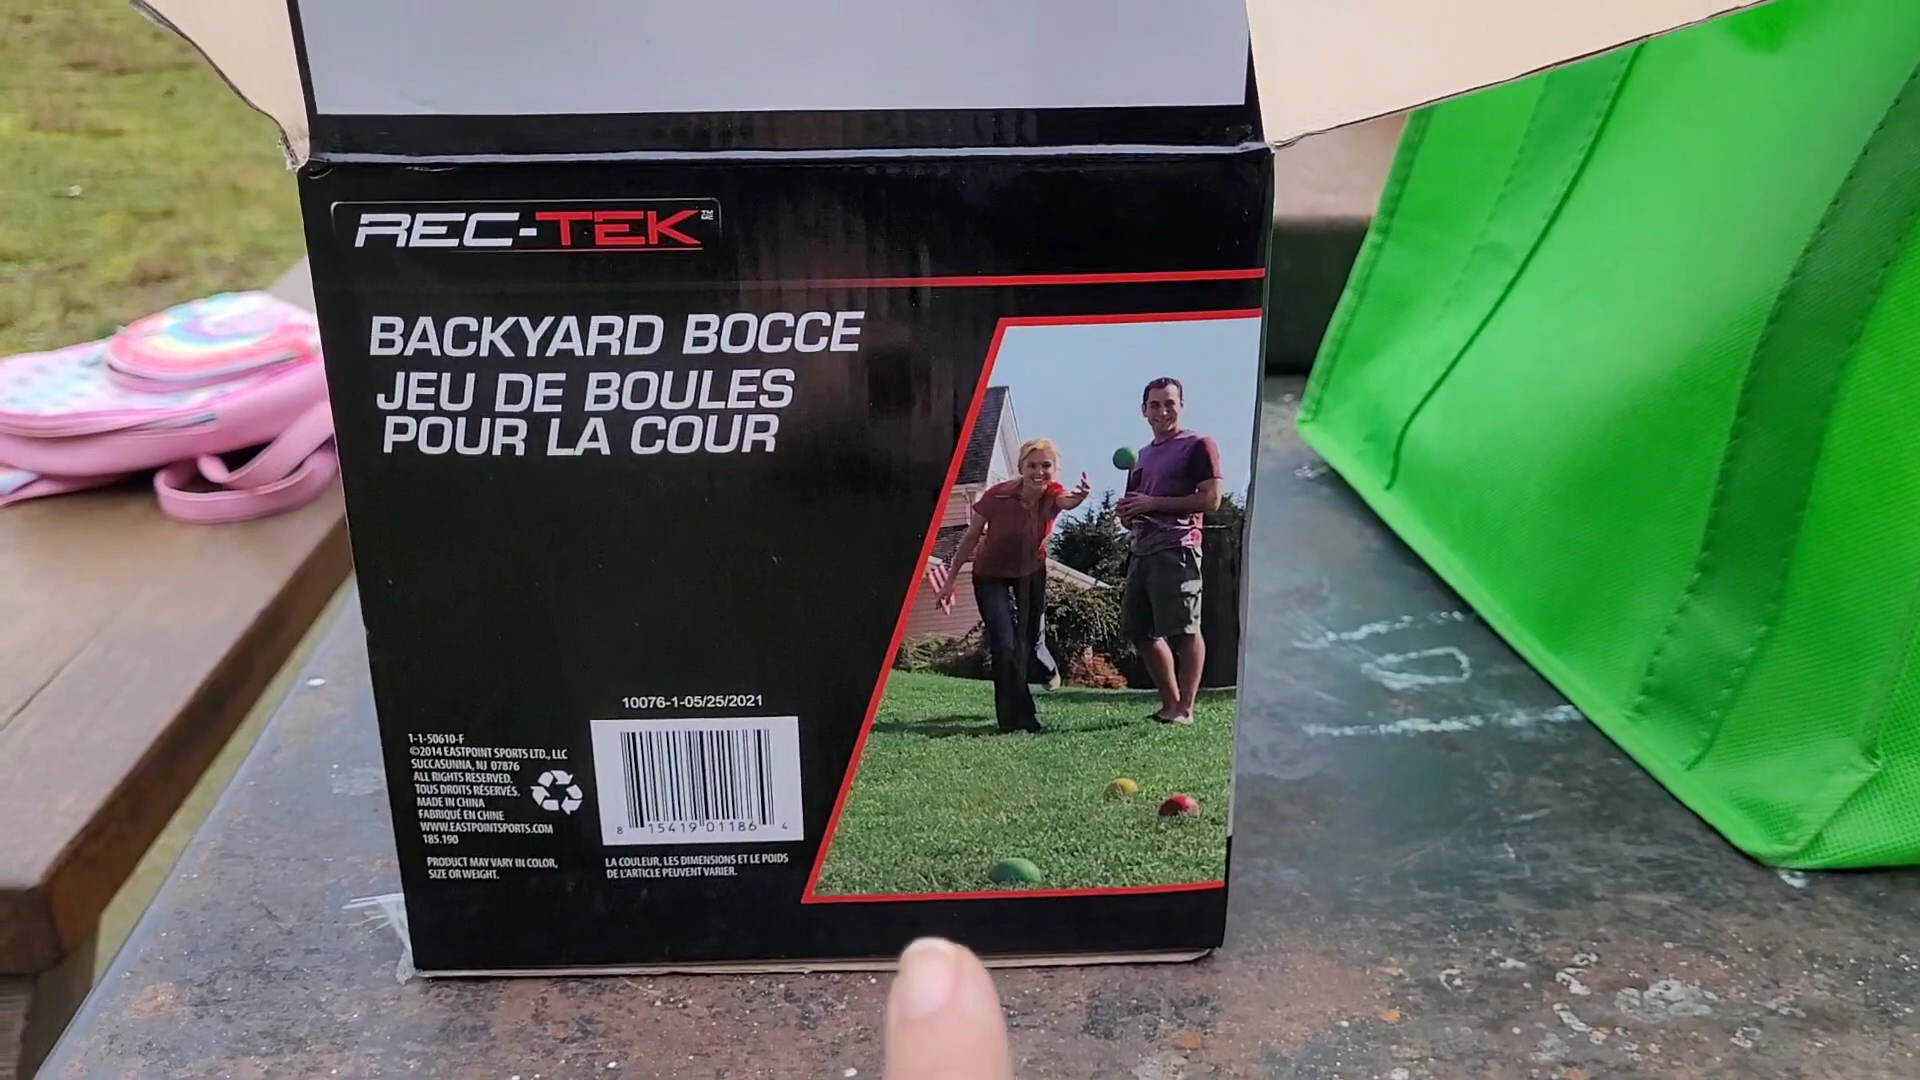 REC-TEK™ MC
BACKYARD BOCCE
JEU DE BOULES
POUR LA COUR
10076-1-05/25/2021
1-1-50610-F
©2014 EASTPOINT SPORTS LTD., LLC
SUCCASUNNA, NJ 07876
ALL RIGHTS RESERVED.
TOUS DROITS RÉSERVÉS.
MADE IN CHINA
FABRIQUÉ EN CHINE
WWW.EASTPOINTSPORTS.COM
185.190
8 15419 01186 4
PRODUCT MAY VARY IN COLOR,
SIZE OR WEIGHT.
LA COULEUR, LES DIMENSIONS ET LE POIDS
DE L'ARTICLE PEUVENT VARIER.